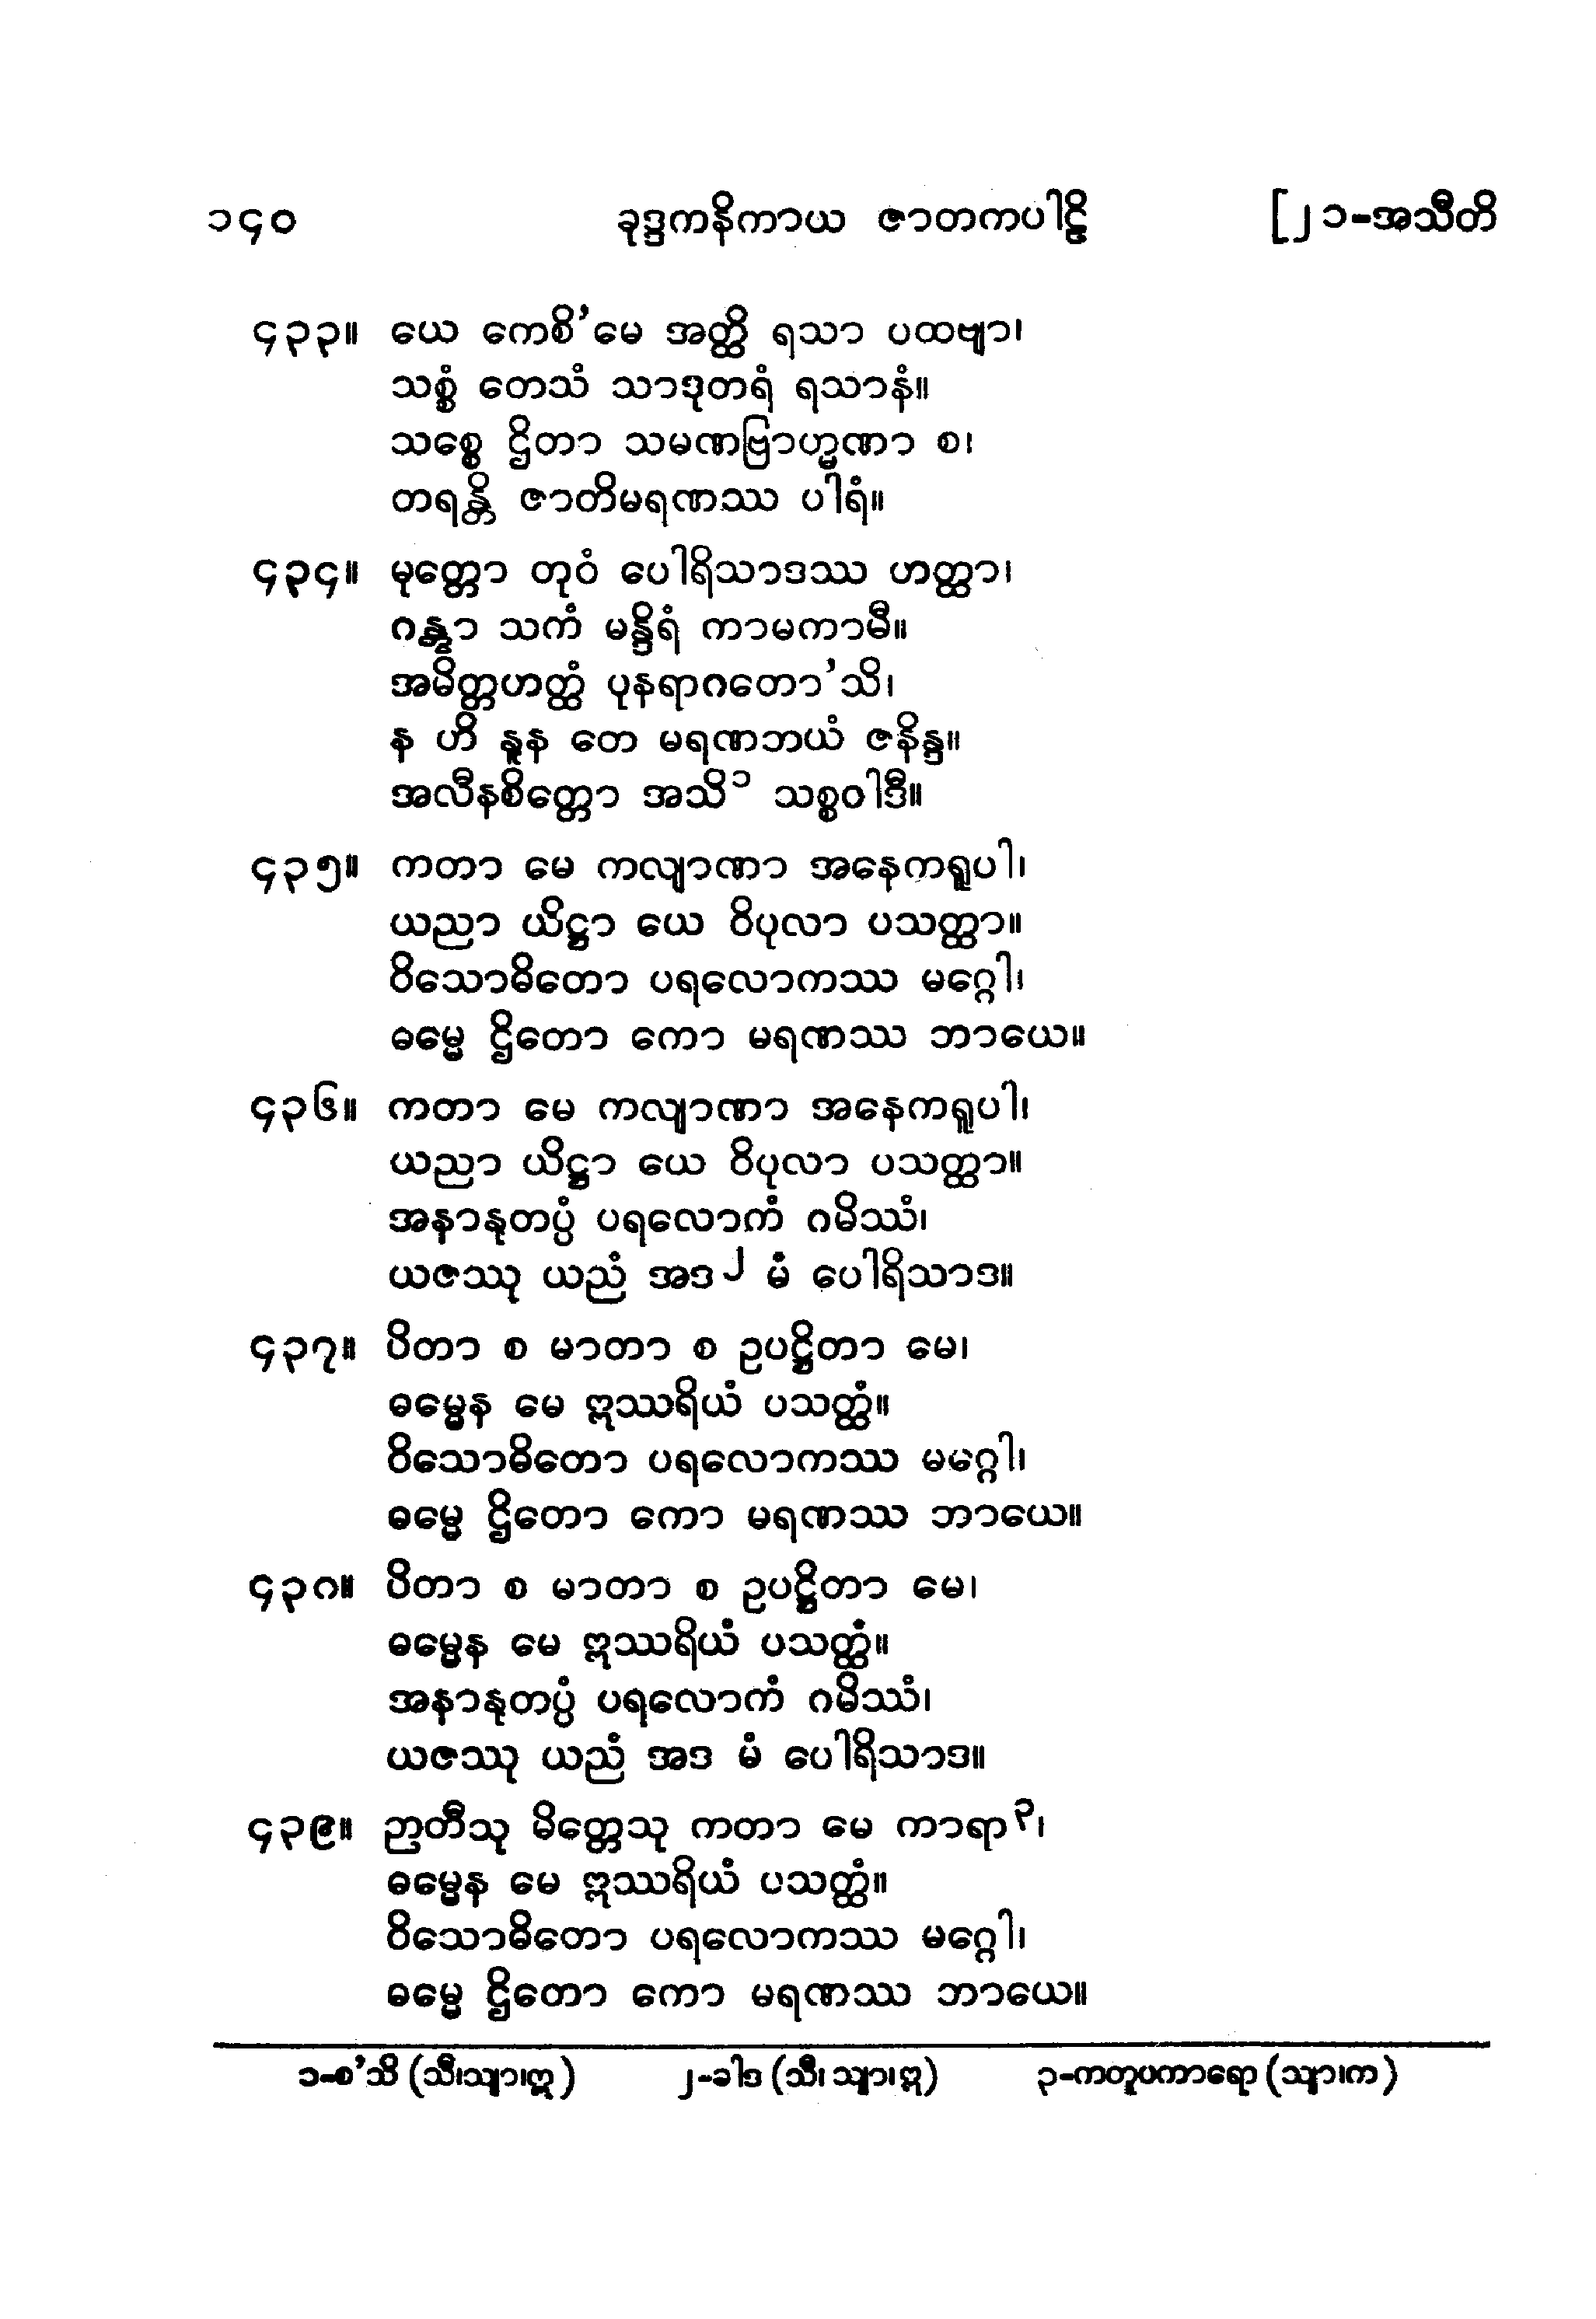 ၁၄၀ ခုဒ္ဒကနိကာယ ဇာတကပါဠိ [၂၁-အသီတိ
၄၃၃။ ယေ ကေစိ’မေ အတ္ထိ ရသာ ပထဗျာ၊
သစ္စံ တေသံ သာဒုတရံ ရသာနံ။
သစ္စေ ဌိတာ သမဏဗြာဟ္မဏာ စ၊
တရန္တိ ဇာတိမရဏဿ ပါရံ။
၄၃၄။ မုတ္တော တုဝံ ပေါရိသာဒဿ ဟတ္ထာ၊
ဂန္တွာ သကံ မန္ဒိရံ ကာမကာမီ။
အမိတ္တဟတ္ထံ ပုနရာဂတော’သိ၊
န ဟိ နူန တေ မရဏဘယံ ဇနိန္ဒ။
အလီနစိတ္တော အသိ၁ သစ္စဝါဒီ။
၄၃၅။ ကတာ မေ ကလျာဏာ အနေကရူပါ၊
ယညာ ယိဋ္ဌာ ယေ ဝိပုလာ ပသတ္ထာ။
ဝိသောဓိတော ပရလောကဿ မဂ္ဂေါ၊
ဓမ္မေ ဌိတော ကော မရဏဿ ဘာယေ။
၄၃၆။ ကတာ မေ ကလျာဏာ အနေကရူပါ၊
ယညာ ယိဋ္ဌာ ယေ ဝိပုလာ ပသတ္ထာ။
အနာနုတပ္ပံ ပရလောကံ ဂမိဿံ၊
ယဇဿု ယညံ အဒ၂ မံ ပေါရိသာဒ။
၄၃၇။ ပိတာ စ မာတာ စ ဥပဋ္ဌိတာ မေ၊
ဓမ္မေန မေ ဣဿရိယံ ပသတ္ထံ။
ဝိသောဓိတော ပရလောကဿ မမဂ္ဂေါ၊
ဓမ္မေ ဌိတော ကော မရဏဿ ဘာယေ။
၄၃၈။ ပိတာ စ မာတာ စ ဥပဋ္ဌိတာ မေ၊
ဓမ္မေန မေ ဣဿရိယံ ပသတ္ထံ။
အနာနုတပ္ပံ ပရလောကံ ဂမိဿံ၊
ယဇဿု ယညံ အဒ မံ ပေါရိသာဒ။
၄၃၉။ ဉာတီသု မိတ္တေသု ကတာ မေ ကာရာ၃၊
ဓမ္မေန မေ ဣဿရိယံ ပသတ္ထံ။
ဝိသောဓိတော ပရလောကဿ မဂ္ဂေါ၊
ဓမ္မေ ဌိတော ကော မရဏဿ ဘာယေ။
၁-စ’သိ (သီ၊သျာ၊ဣ) ၂-ခါဒ (သီ၊ သျာ၊ဣ) ၃-ကတူပကာရော (သျာ၊က)